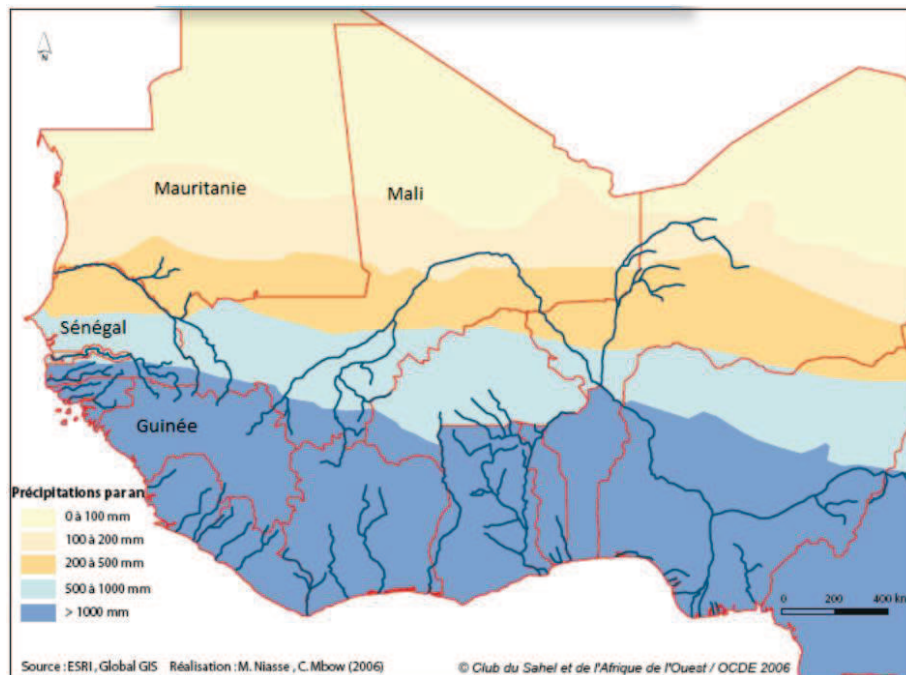 N
Mauritanie
Mali
Sénégal
Guinée
Précipitations par an
0 à 100 mm
100 à 200 mm
200 à 500 mm
500 à 1000 mm
> 1000 mm
0 200 400 km
Source : ESRI , Global GIS Réalisation : M. Niasse , C. Mbow (2006)
© Club du Sahel et de l'Afrique de l'Ouest / OCDE 2006